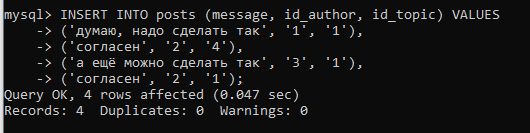 mysql> INSERT INTO posts (message, id_author, id_topic) VALUES
-> ('думаю, надо сделать так', '1', '1'),
-> ('согласен', '2', '4'),
-> ('а ещё можно сделать так', '3', '1'),
-> ('согласен', '2', '1');
Query OK, 4 rows affected (0.047 sec)
Records: 4  Duplicates: 0  Warnings: 0